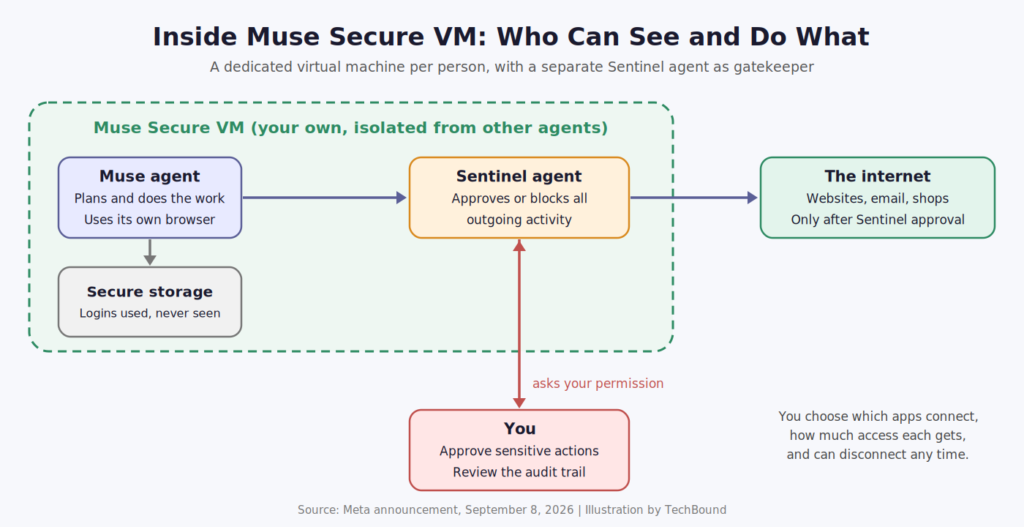 Inside Muse Secure VM: Who Can See and Do What
A dedicated virtual machine per person, with a separate Sentinel agent as gatekeeper
Muse Secure VM (your own, isolated from other agents)
Muse agent
Plans and does the work
Uses its own browser
Sentinel agent
Approves or blocks all
outgoing activity
The internet
Websites, email, shops
Only after Sentinel approval
Secure storage
Logins used, never seen
asks your permission
You
Approve sensitive actions
Review the audit trail
You choose which apps connect,
how much access each gets,
and can disconnect any time.
Source: Meta announcement, September 8, 2026 | Illustration by TechBound